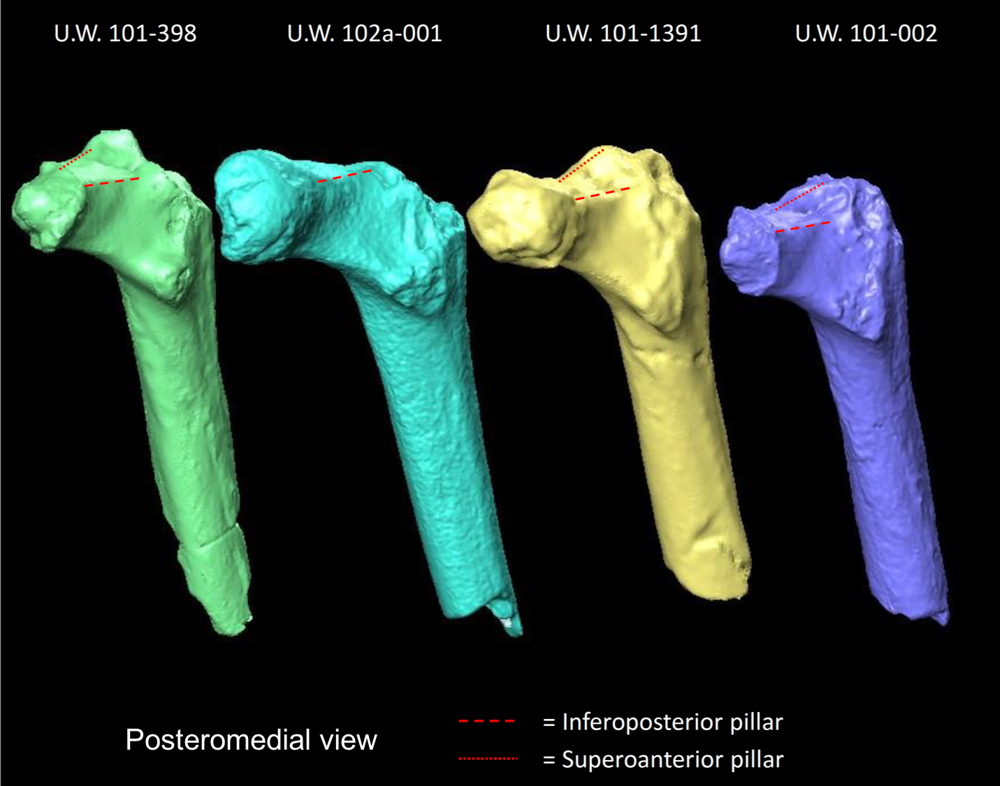 U.W. 101-398 U.W. 102a-001 U.W. 101-1391 U.W. 101-002
= Inferoposterior pillar
Posteromedial view
= Superoanterior pillar